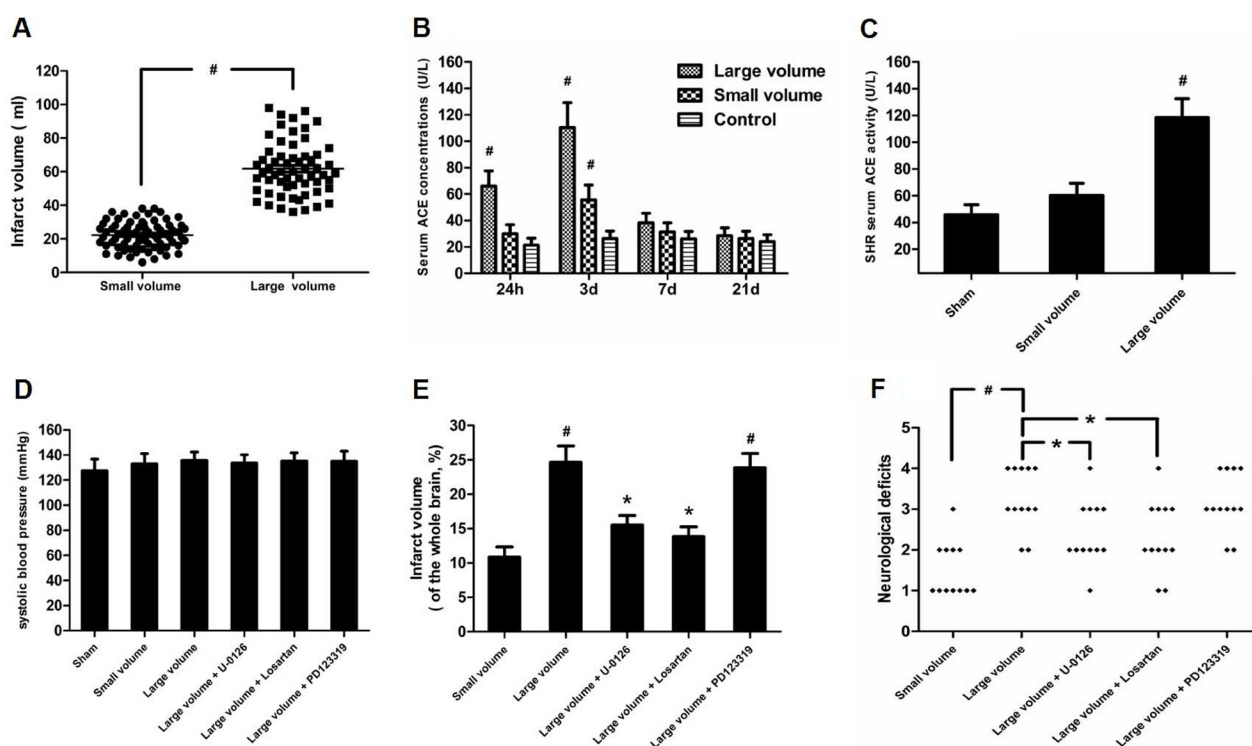 A
Infarct volume ( ml)
120
100
80
60
40
20
0
#
Small volume
Large volume
B
Serum ACE concentrations (U/L)
160
140
120
100
80
60
40
20
0
#
#
#
Large volume
Small volume
Control
24h
3d
7d
21d
C
SHR serum ACE activity (U/L)
160
140
120
100
80
60
40
20
#
Sham
Small volume
Large volume
D
systolic blood pressure (mmHg)
160
140
120
100
80
60
40
20
0
Sham
Small volume
Large volume
Large volume + U-0126
Large volume + Losartan
Large volume + PD123319
E
Infarct volume
( of the whole brain, %)
30
25
20
15
10
5
0
#
*
*
#
Small volume
Large volume
Large volume + U-0126
Large volume + Losartan
Large volume + PD123319
F
Neurological deficits
5
4
3
2
1
0
#
*
*
Small volume
Large volume
Large volume + U-0126
Large volume + Losartan
Large volume + PD123319